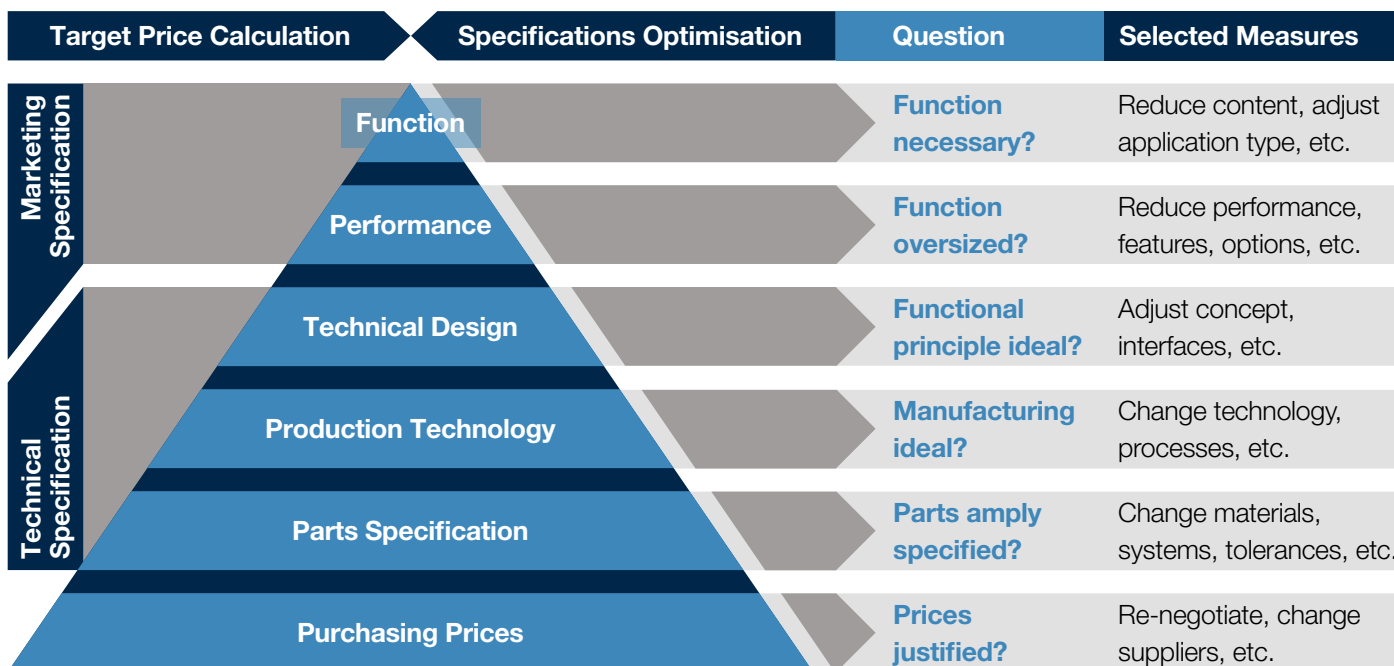 Target Price Calculation
Specifications Optimisation
Question
Selected Measures
Marketing
Specification
Function
Function
necessary?
Reduce content, adjust
application type, etc.
Performance
Function
oversized?
Reduce performance,
features, options, etc.
Technical
Specification
Technical Design
Functional
principle ideal?
Adjust concept,
interfaces, etc.
Production Technology
Manufacturing
ideal?
Change technology,
processes, etc.
Parts Specification
Parts amply
specified?
Change materials,
systems, tolerances, etc.
Purchasing Prices
Prices
justified?
Re-negotiate, change
suppliers, etc.